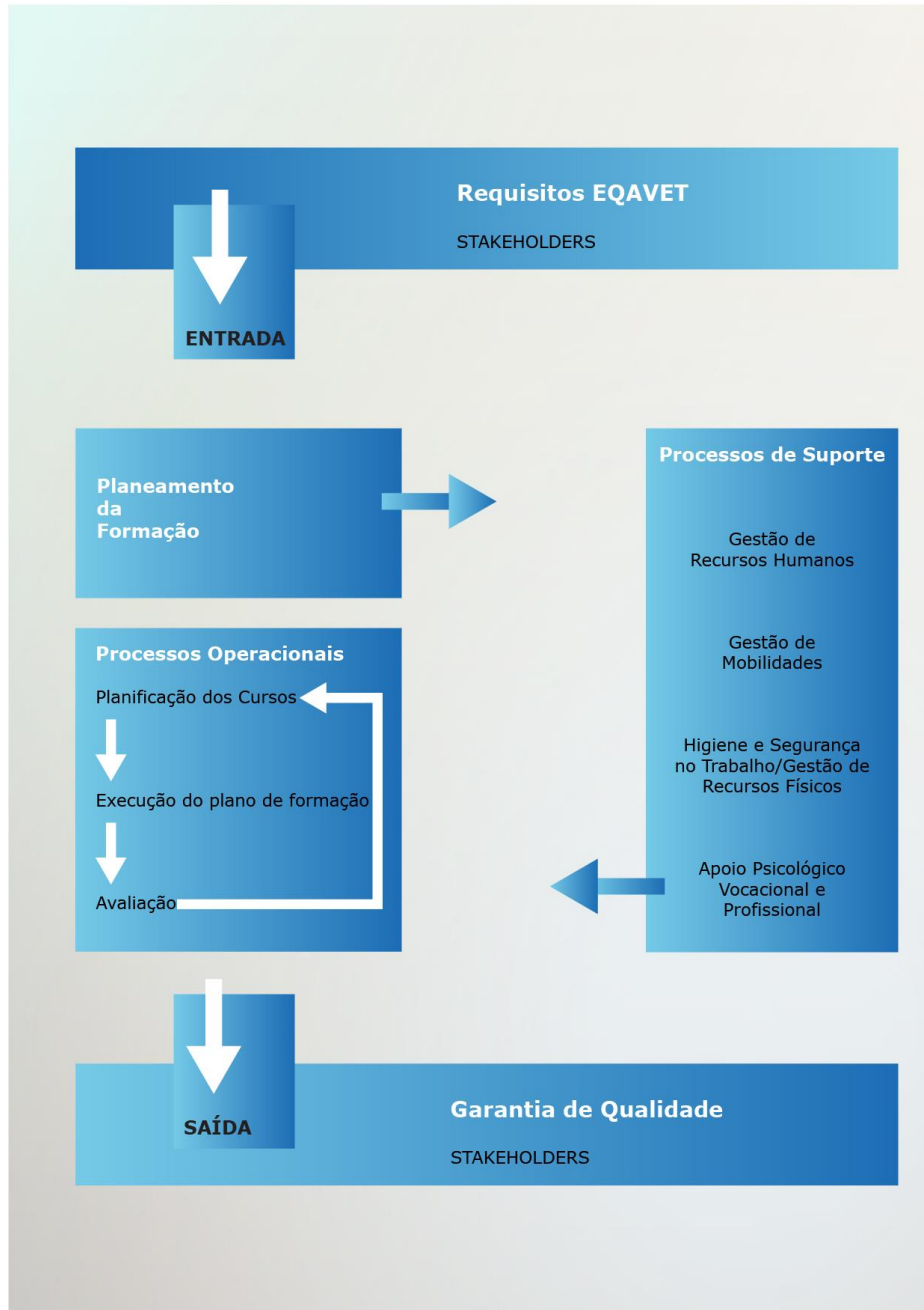 Requisitos EQAVET
STAKEHOLDERS
ENTRADA
Planeamento
da
Formação
Processos Operacionais
Planificação dos Cursos
Execução do plano de formação
Avaliação
Processos de Suporte
Gestão de
Recursos Humanos
Gestão de
Mobilidades
Higiene e Segurança
no Trabalho/Gestão de
Recursos Físicos
Apoio Psicológico
Vocacional e
Profissional
SAÍDA
Garantia de Qualidade
STAKEHOLDERS